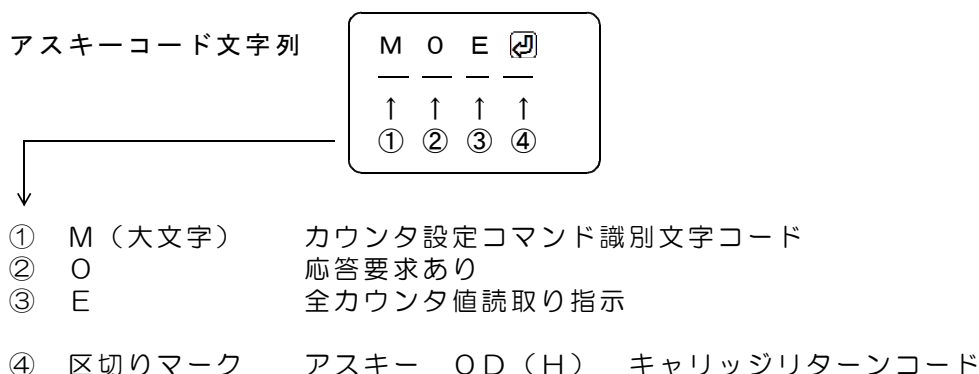 アスキーコード文字列 M 0 E ⏎
↑ ↑ ↑ ↑
① ② ③ ④
① M(大文字) カウンタ設定コマンド識別文字コード
② 0 応答要求あり
③ E 全カウンタ値読取り指示
④ 区切りマーク アスキー 0D(H) キャリッジリターンコード